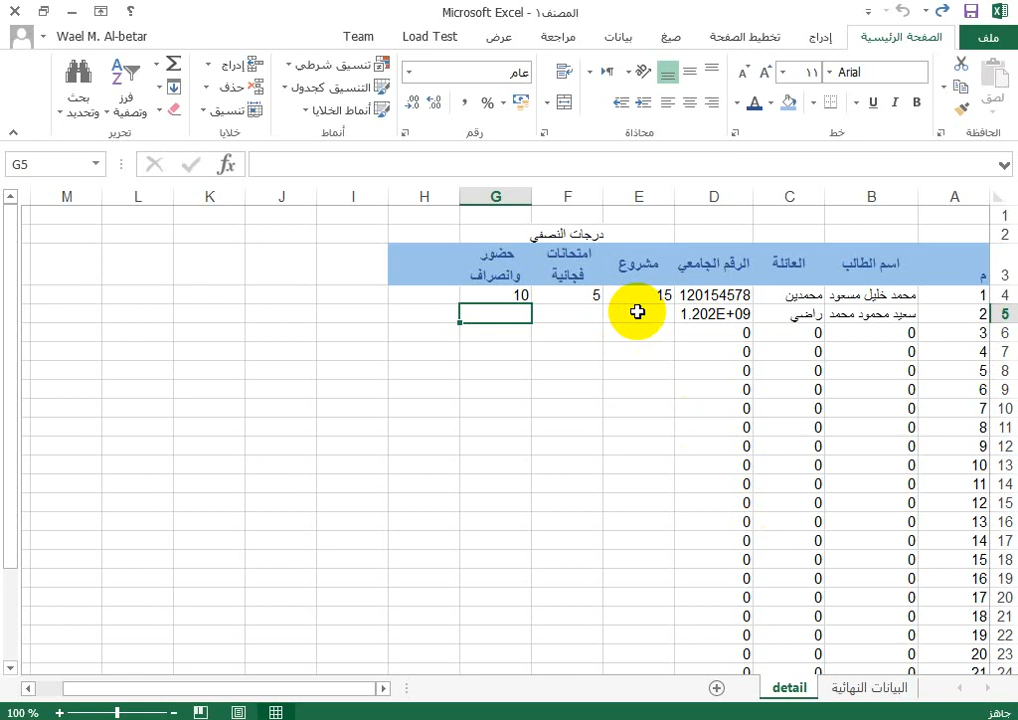 المصنف١ - Microsoft Excel
Wael M. Al-betar
ملف
الصفحة الرئيسية
إدراج
تخطيط الصفحة
صيغ
بيانات
مراجعة
عرض
Load Test
Team
لصق
Arial
١١
عام
تنسيق شرطي
التنسيق كجدول
أنماط الخلايا
إدراج
حذف
تنسيق
فرز وتصفية
بحث وتحديد
الحافظة
خط
محاذاة
رقم
أنماط
خلايا
تحرير
G5
fx
A B C D E F G H I J K L M
1
2 درجات النصفي
3 م اسم الطالب العائلة الرقم الجامعي مشروع امتحانات فجائية حضور وانصراف
4 1 محمد خليل مسعود محمدين 120154578 15 5 10
5 2 سعيد محمود محمد راضي 1.202E+09
6 3 0 0 0
7 4 0 0 0
8 5 0 0 0
9 6 0 0 0
10 7 0 0 0
11 8 0 0 0
12 9 0 0 0
13 10 0 0 0
14 11 0 0 0
15 12 0 0 0
16 13 0 0 0
17 14 0 0 0
18 15 0 0 0
19 16 0 0 0
20 17 0 0 0
21 18 0 0 0
22 19 0 0 0
23 20 0 0 0
24 21 0 0 0
البيانات النهائية
detail
جاهز
100 %